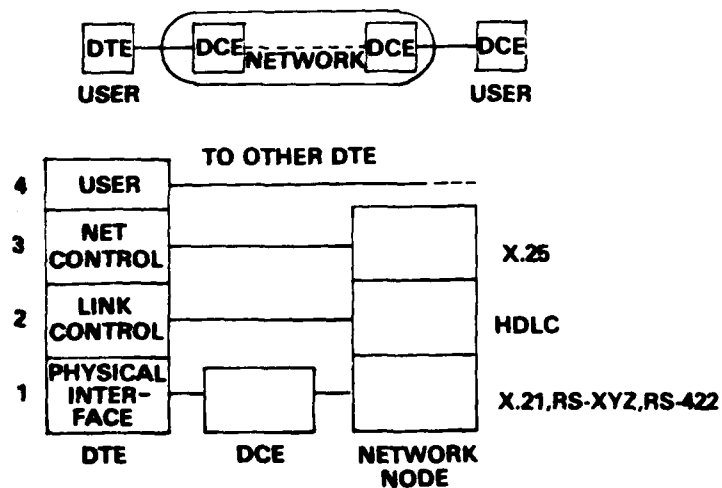 DTE DCE DCE DCE
NETWORK
USER USER
TO OTHER DTE
4 USER
3 NET CONTROL X.25
2 LINK CONTROL HDLC
1 PHYSICAL INTER- FACE X.21,RS-XYZ,RS-422
DTE DCE NETWORK NODE